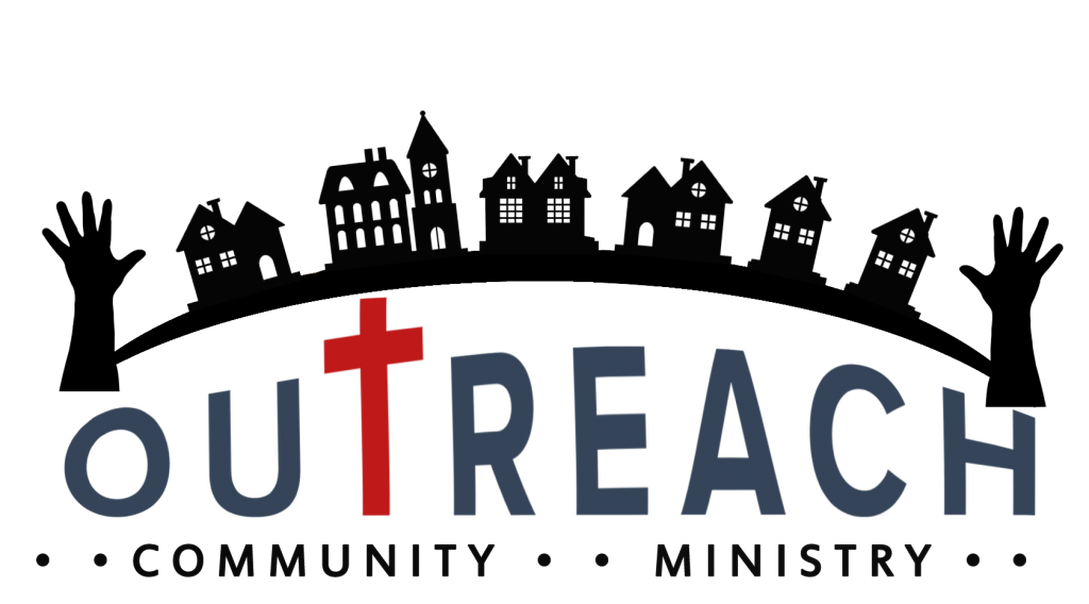 OUTREACH
• • COMMUNITY • • MINISTRY • •